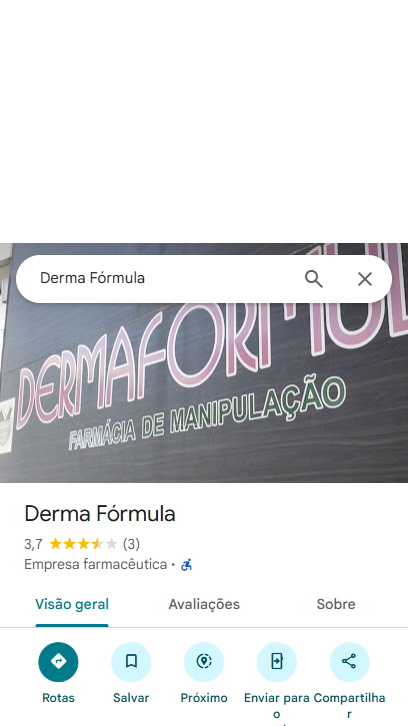 Derma Fórmula
DERMAFORMUL
FARMÁCIA DE MANIPULAÇÃO
Derma Fórmula
3,7 (3)
Empresa farmacêutica ·
Visão geral Avaliações Sobre
Rotas Salvar Próximo Enviar para Compartilha
o r